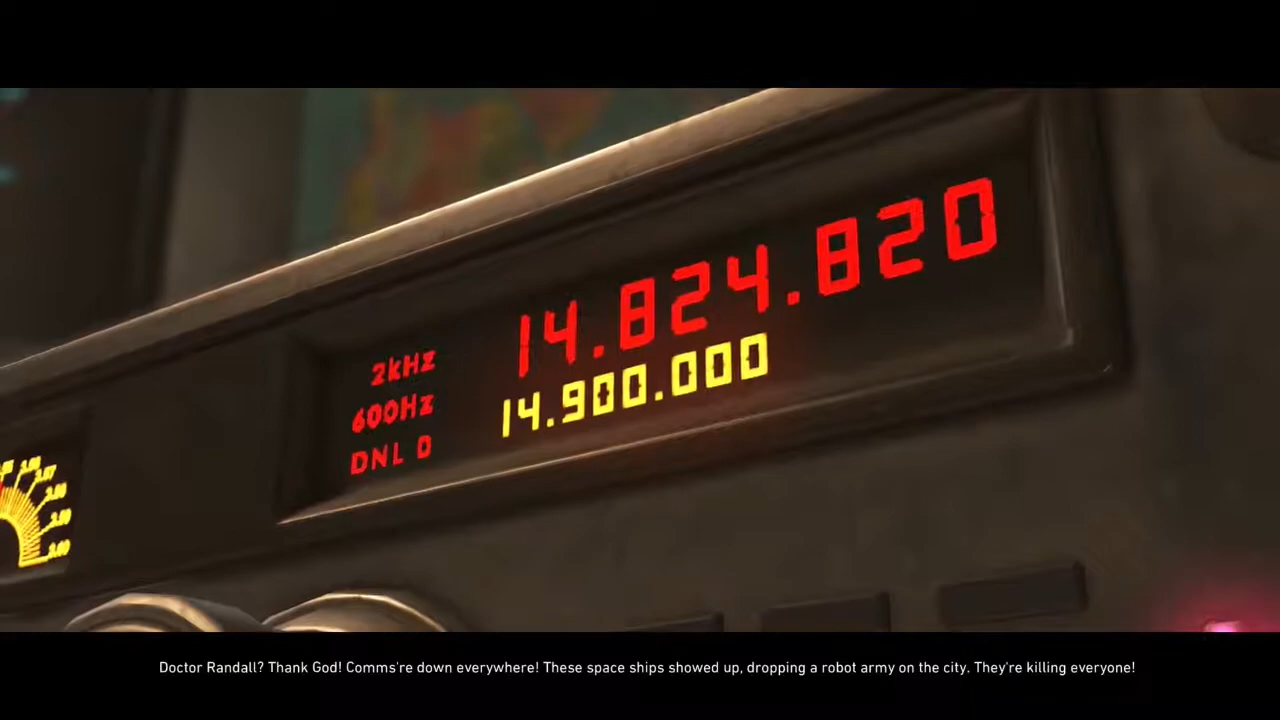 14.824.820
2kHz
14.900.000
600Hz
DNL 0
Doctor Randall? Thank God! Comms're down everywhere! These space ships showed up, dropping a robot army on the city. They're killing everyone!